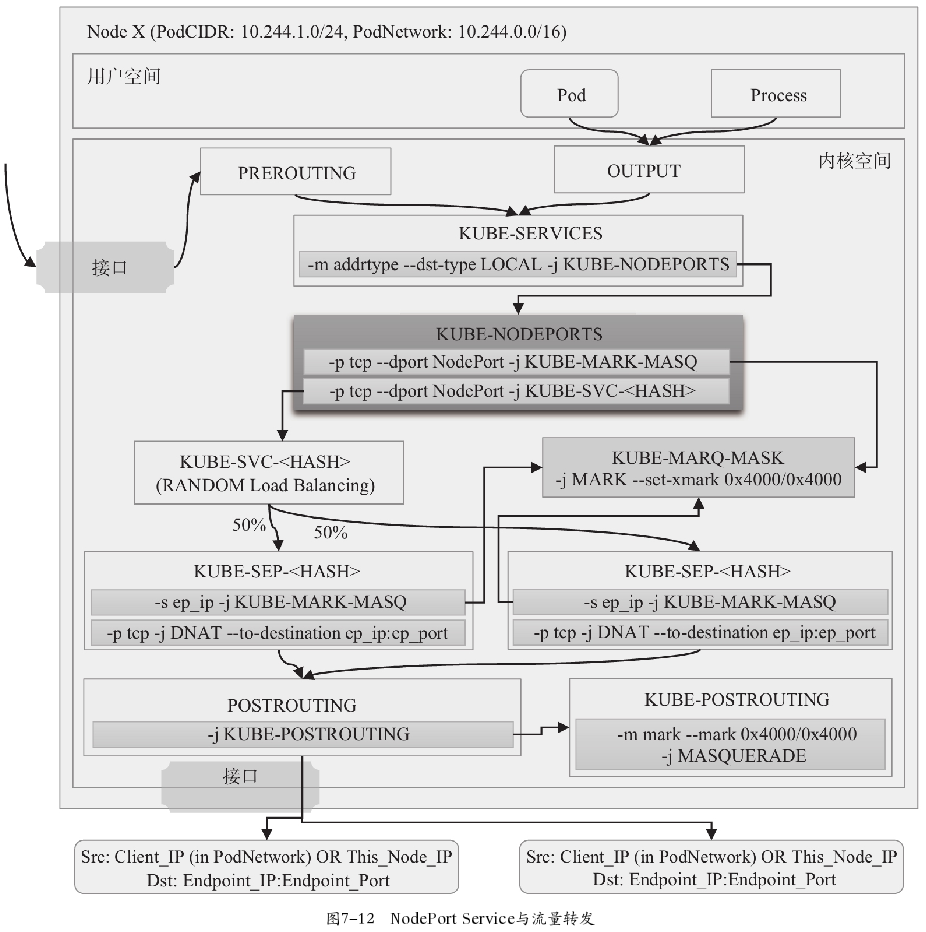 Node X (PodCIDR: 10.244.1.0/24, PodNetwork: 10.244.0.0/16)
用户空间
Pod
Process
内核空间
PREROUTING
OUTPUT
KUBE-SERVICES
-m addrtype --dst-type LOCAL -j KUBE-NODEPORTS
接口
KUBE-NODEPORTS
-p tcp --dport NodePort -j KUBE-MARK-MASQ
-p tcp --dport NodePort -j KUBE-SVC-<HASH>
KUBE-SVC-<HASH>
(RANDOM Load Balancing)
KUBE-MARQ-MASK
-j MARK --set-xmark 0x4000/0x4000
50%
50%
KUBE-SEP-<HASH>
-s ep_ip -j KUBE-MARK-MASQ
-p tcp -j DNAT --to-destination ep_ip:ep_port
KUBE-SEP-<HASH>
-s ep_ip -j KUBE-MARK-MASQ
-p tcp -j DNAT --to-destination ep_ip:ep_port
POSTROUTING
-j KUBE-POSTROUTING
KUBE-POSTROUTING
-m mark --mark 0x4000/0x4000
-j MASQUERADE
接口
Src: Client_IP (in PodNetwork) OR This_Node_IP
Dst: Endpoint_IP:Endpoint_Port
Src: Client_IP (in PodNetwork) OR This_Node_IP
Dst: Endpoint_IP:Endpoint_Port
图7-12 NodePort Service与流量转发